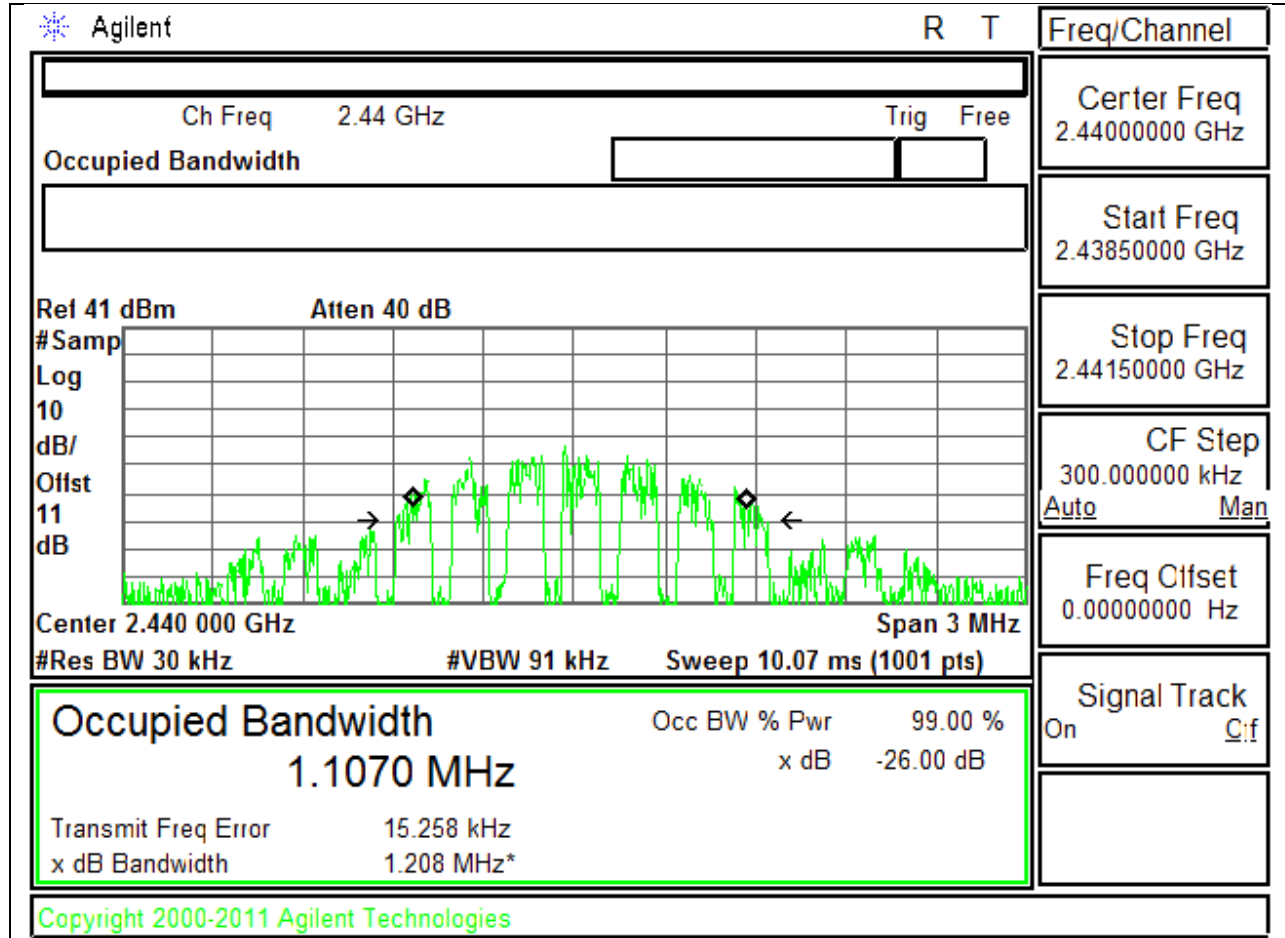 Agilent R T
Freq/Channel
Ch Freq 2.44 GHz Trig Free
Occupied Bandwidth
Center Freq
2.44000000 GHz
Start Freq
2.43850000 GHz
Stop Freq
2.44150000 GHz
CF Step
300.000000 kHz
Auto Man
Freq Offset
0.00000000 Hz
Signal Track
On Off
Ref 41 dBm Atten 40 dB
#Samp
Log
10
dB/
Offst
11
dB
Center 2.440 000 GHz Span 3 MHz
#Res BW 30 kHz #VBW 91 kHz Sweep 10.07 ms (1001 pts)
Occupied Bandwidth
1.1070 MHz
Occ BW % Pwr 99.00 %
x dB -26.00 dB
Transmit Freq Error 15.258 kHz
x dB Bandwidth 1.208 MHz*
Copyright 2000-2011 Agilent Technologies